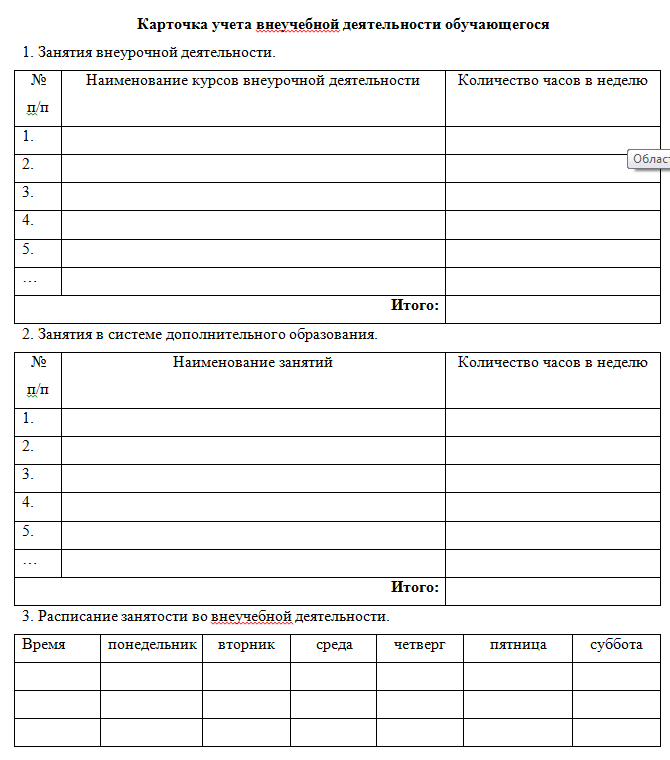 Карточка учета внеучебной деятельности обучающегося
1. Занятия внеурочной деятельности.
№ п/п Наименование курсов внеурочной деятельности Количество часов в неделю
1.
2.
Област
3.
4.
5.
…
Итого:
2. Занятия в системе дополнительного образования.
№ п/п Наименование занятий Количество часов в неделю
1.
2.
3.
4.
5.
…
Итого:
3. Расписание занятости во внеучебной деятельности.
Время понедельник вторник среда четверг пятница суббота